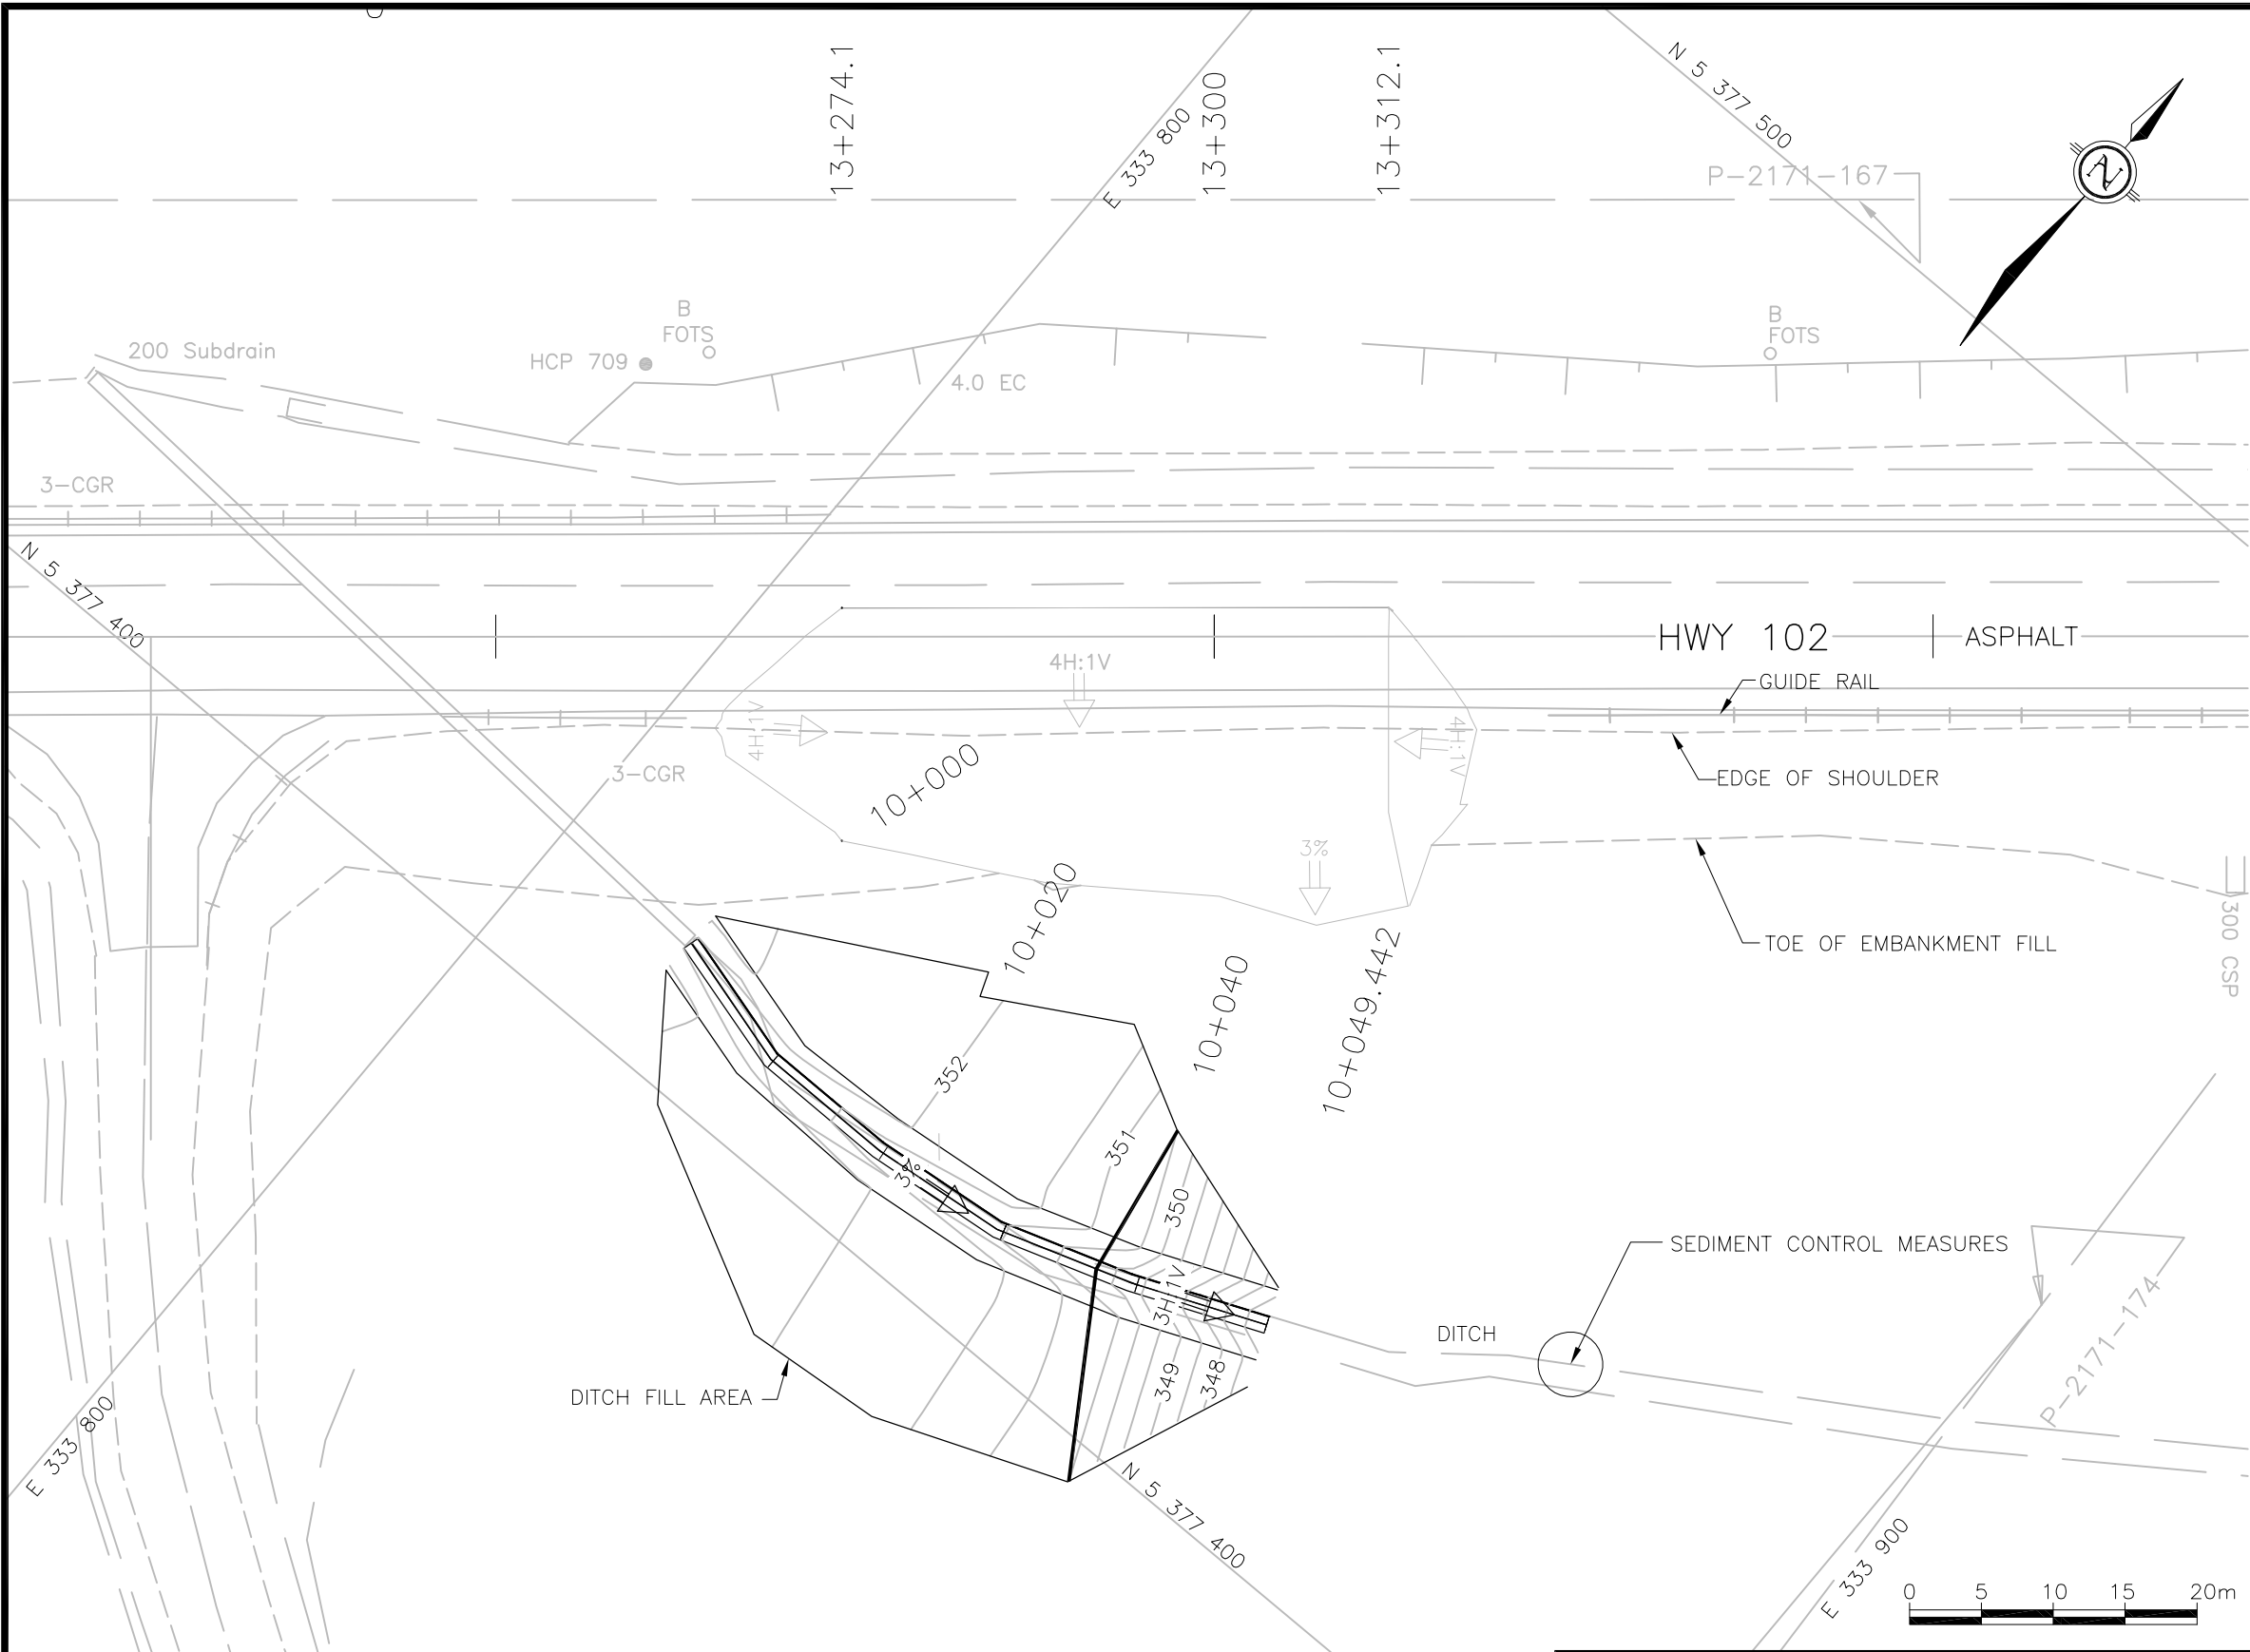 13+274.1
13+300
13+312.1
E 333 800
N 5 377 500
P-2171-167
N
B
FOTS
B
FOTS
200 Subdrain
HCP 709
4.0 EC
3-CGR
N 5 377 400
HWY 102
ASPHALT
4H:1V
GUIDE RAIL
4H:1V
4H:1V
3-CGR
10+000
EDGE OF SHOULDER
3%
10+020
TOE OF EMBANKMENT FILL
300 CSP
10+040
10+049.442
352
351
3%
350
SEDIMENT CONTROL MEASURES
3H:1V
DITCH
P-2171-174
349
348
DITCH FILL AREA
E 333 800
N 5 377 400
E 333 900
0 5 10 15 20m